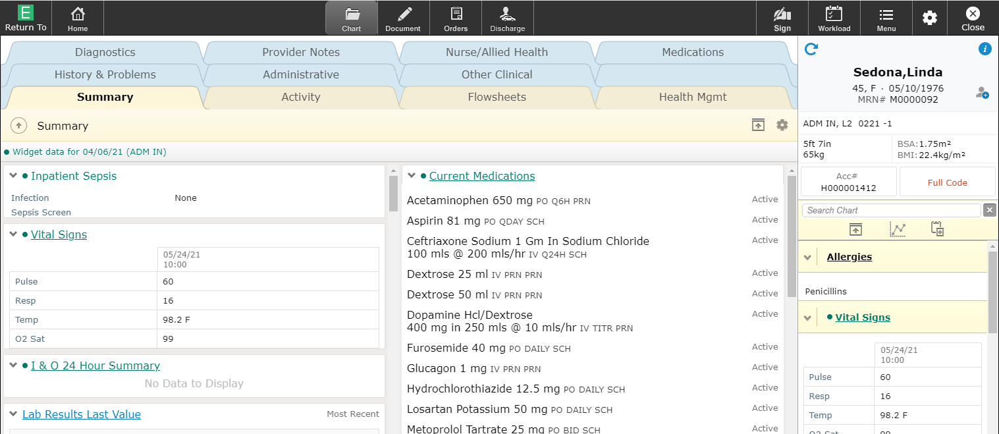 E
Return To
Home
Chart
Document
Orders
Discharge
Sign
Workload
Menu
Close
Diagnostics
Provider Notes
Nurse/Allied Health
Medications
History & Problems
Administrative
Other Clinical
Summary
Activity
Flowsheets
Health Mgmt
Summary
Widget data for 04/06/21 (ADM IN)
Inpatient Sepsis
Infection None
Sepsis Screen
Vital Signs
05/24/21
10:00
Pulse 60
Resp 16
Temp 98.2 F
O2 Sat 99
I & O 24 Hour Summary
No Data to Display
Lab Results Last Value Most Recent
Current Medications
Acetaminophen 650 mg PO Q6H PRN Active
Aspirin 81 mg PO QDAY SCH Active
Ceftriaxone Sodium 1 Gm In Sodium Chloride Active
100 mls @ 200 mls/hr IV Q24H SCH
Dextrose 25 ml IV PRN PRN Active
Dextrose 50 ml IV PRN PRN Active
Dopamine Hcl/Dextrose Active
400 mg in 250 mls @ 10 mls/hr IV TITR PRN
Furosemide 40 mg PO DAILY SCH Active
Glucagon 1 mg IV PRN PRN Active
Hydrochlorothiazide 12.5 mg PO DAILY SCH Active
Losartan Potassium 50 mg PO DAILY SCH Active
Metoprolol Tartrate 25 mg PO BID SCH Active
i
Sedona,Linda
45, F · 05/10/1976
MRN# M0000092
ADM IN, L2 0221 -1
5ft 7in
65kg
BSA: 1.75m²
BMI: 22.4kg/m²
Acc#
H000001412
Full Code
Search Chart
Allergies
Penicillins
Vital Signs
05/24/21
10:00
Pulse 60
Resp 16
Temp 98.2 F
O2 Sat 99